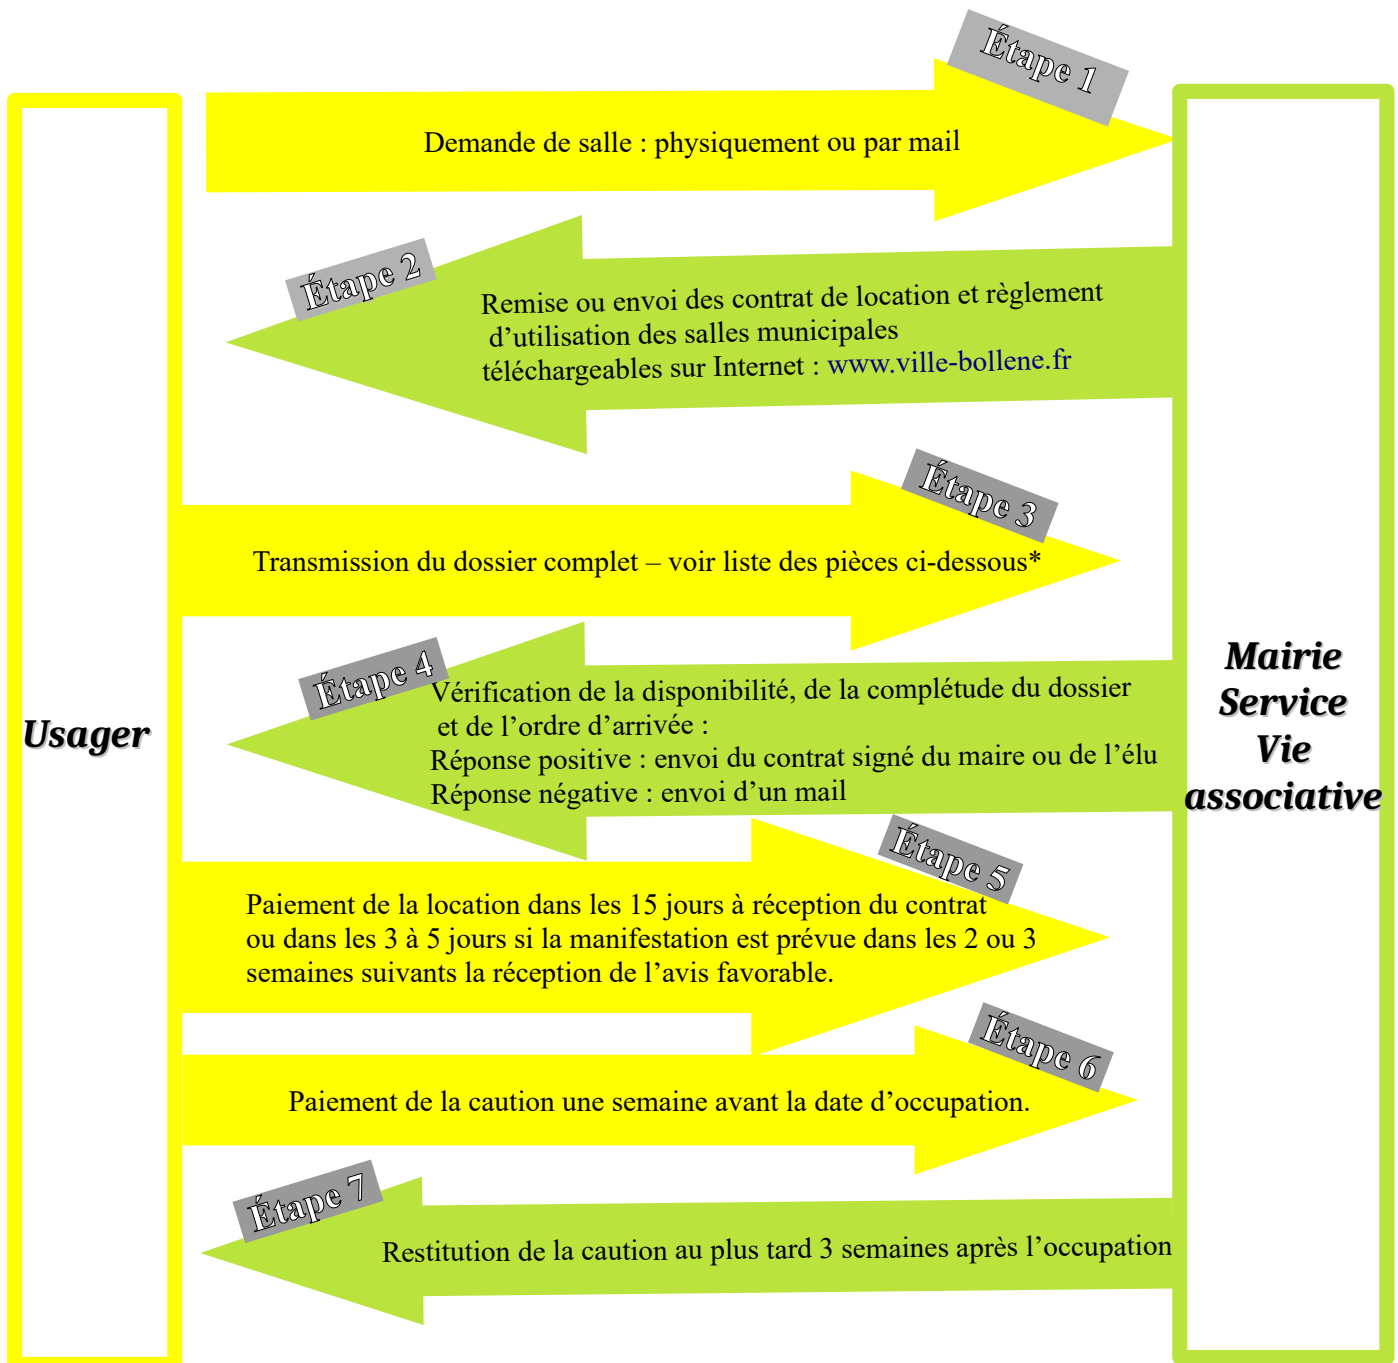 Étape 1
Demande de salle : physiquement ou par mail
Étape 2
Remise ou envoi des contrat de location et règlement
d’utilisation des salles municipales
téléchargeables sur Internet : www.ville-bollene.fr
Étape 3
Transmission du dossier complet – voir liste des pièces ci-dessous*
Étape 4
Vérification de la disponibilité, de la complétude du dossier
et de l’ordre d’arrivée :
Réponse positive : envoi du contrat signé du maire ou de l’élu
Réponse négative : envoi d’un mail
Usager
Mairie
Service
Vie
associative
Étape 5
Paiement de la location dans les 15 jours à réception du contrat
ou dans les 3 à 5 jours si la manifestation est prévue dans les 2 ou 3
semaines suivants la réception de l’avis favorable.
Étape 6
Paiement de la caution une semaine avant la date d’occupation.
Étape 7
Restitution de la caution au plus tard 3 semaines après l’occupation